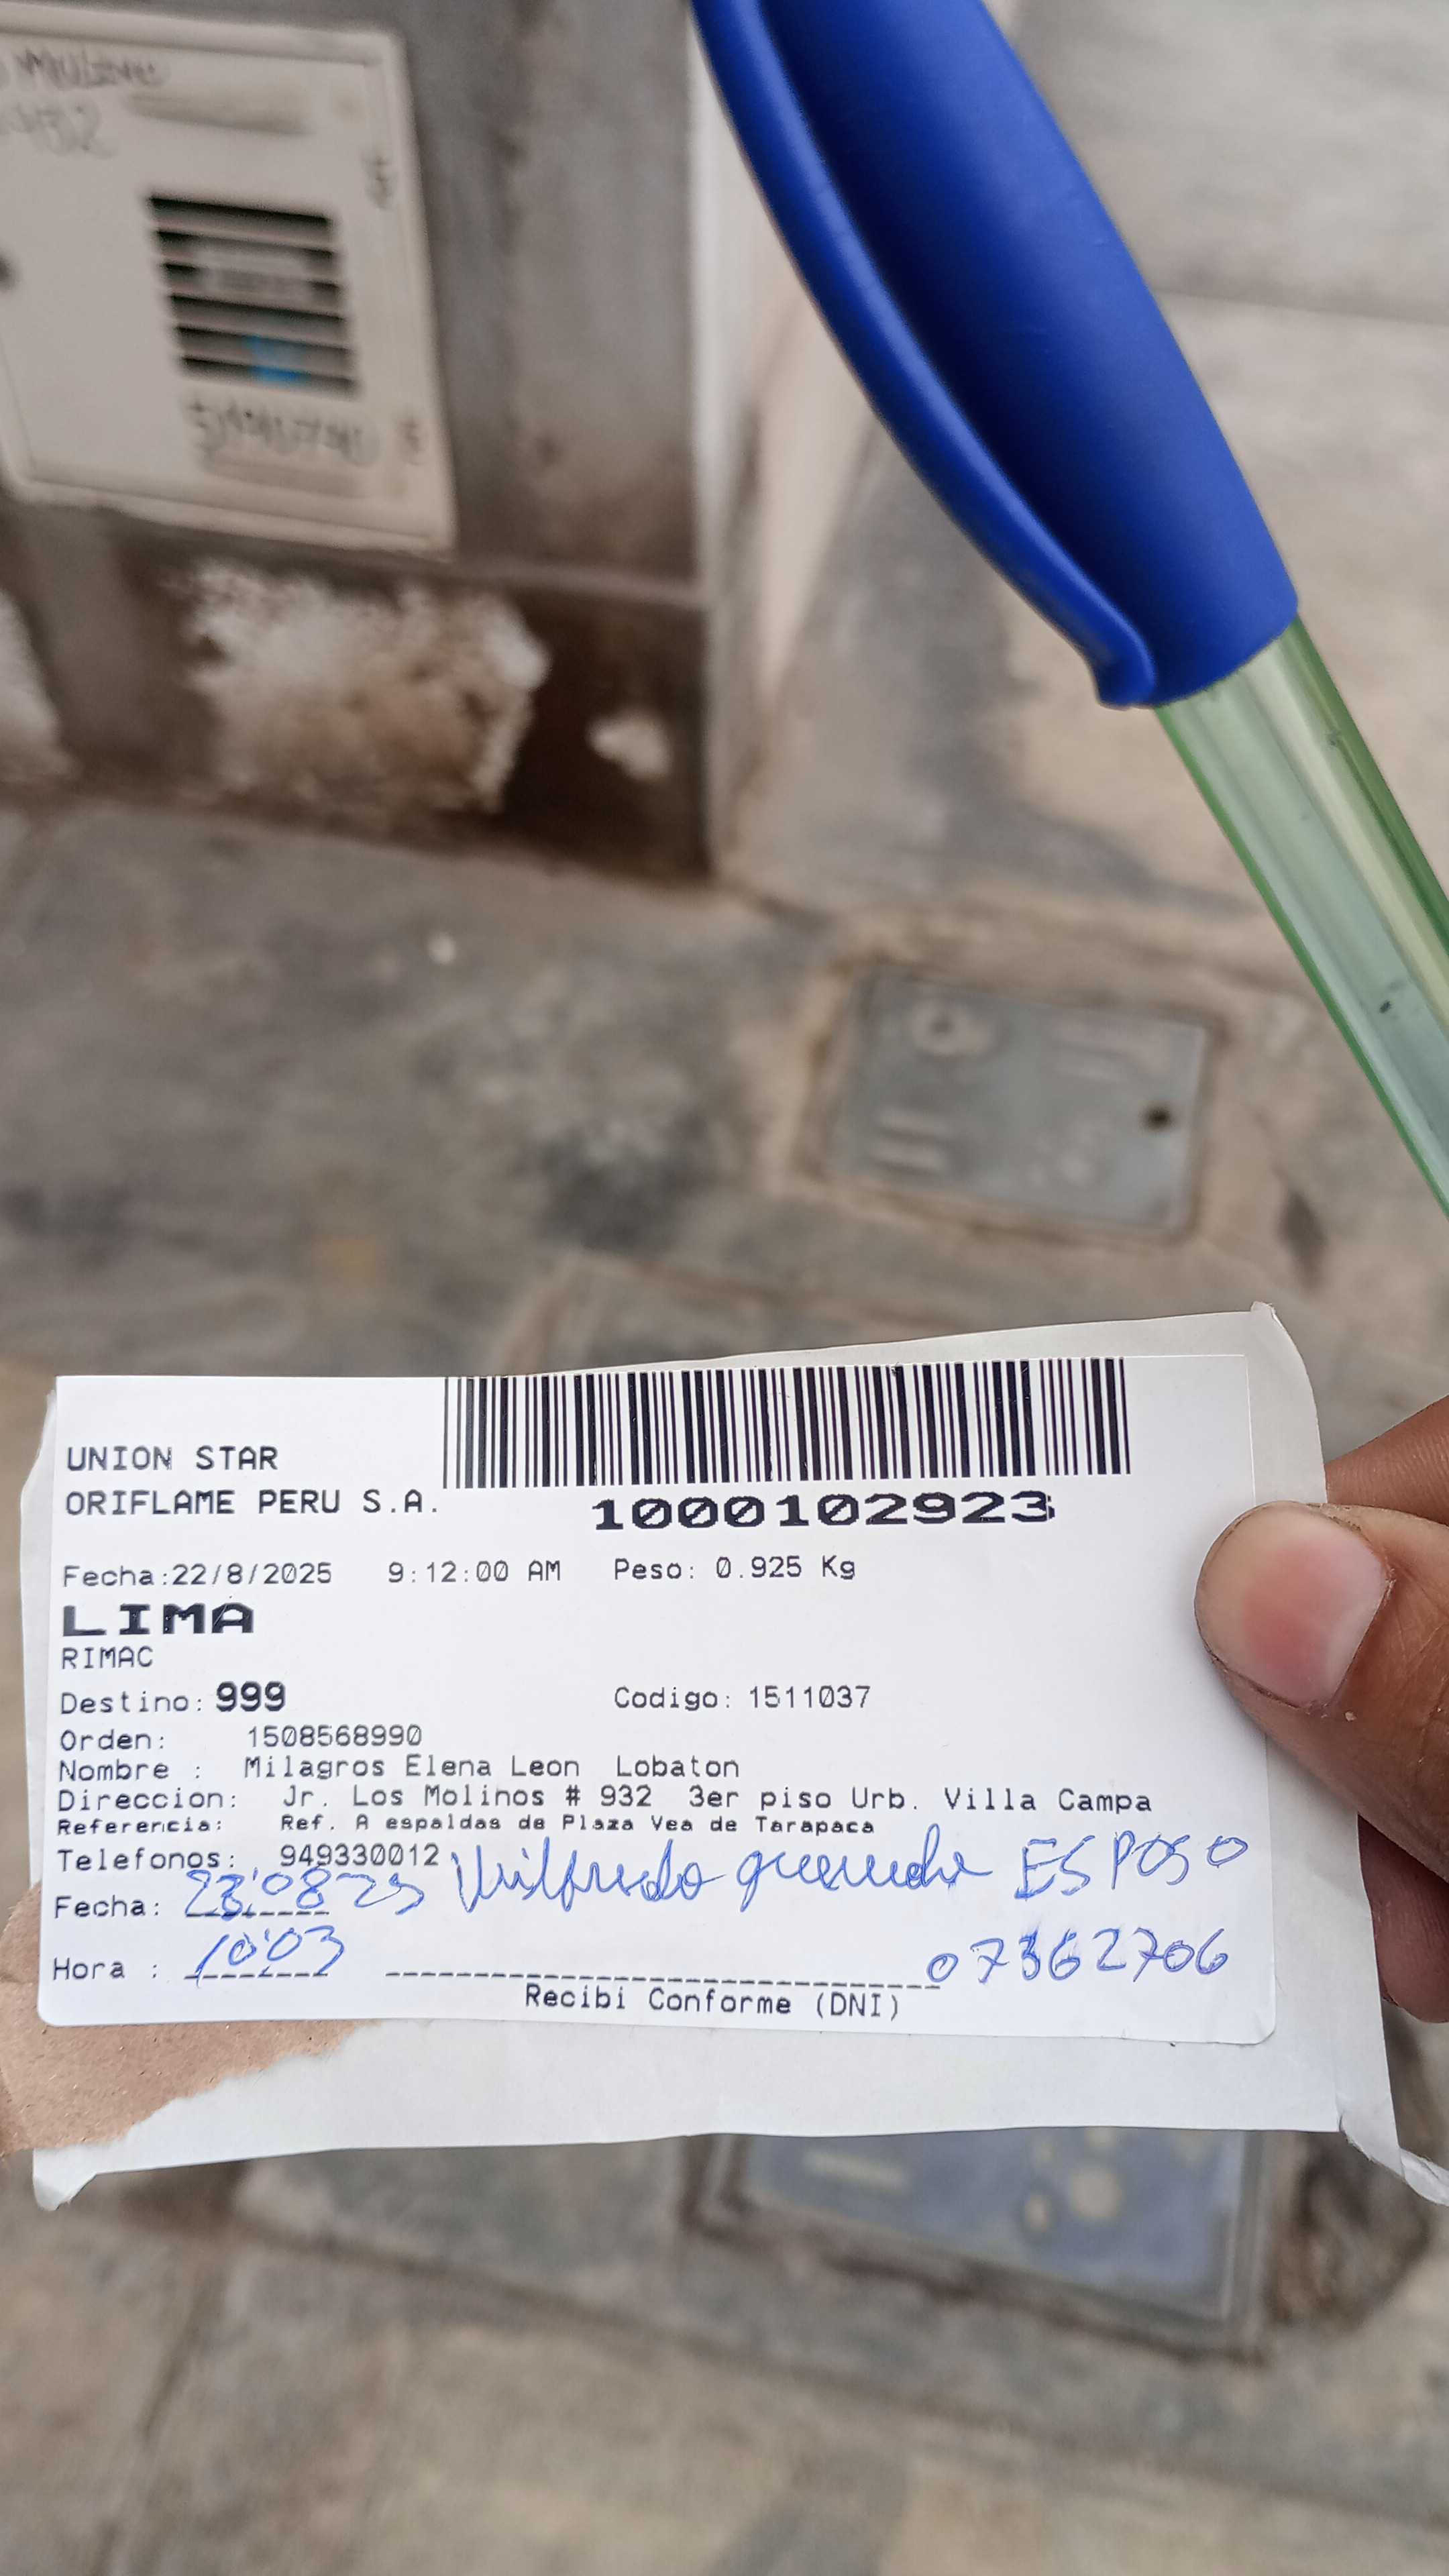 UNION STAR
ORIFLAME PERU S.A.
1000102923
Fecha:22/8/2025 9:12:00 AM Peso: 0.925 Kg
LIMA
RIMAC
Destino: 999 Codigo: 1511037
Orden: 1508568990
Nombre : Milagros Elena Leon Lobaton
Direccion: Jr. Los Molinos # 932 3er piso Urb. Villa Campa
Referencia: Ref. A espaldas de Plaza Vea de Tarapaca
Telefonos: 949330012
Wilfredo ESPOSO
Fecha: 23'08'25
Hora : 10'03 07362706
Recibi Conforme (DNI)